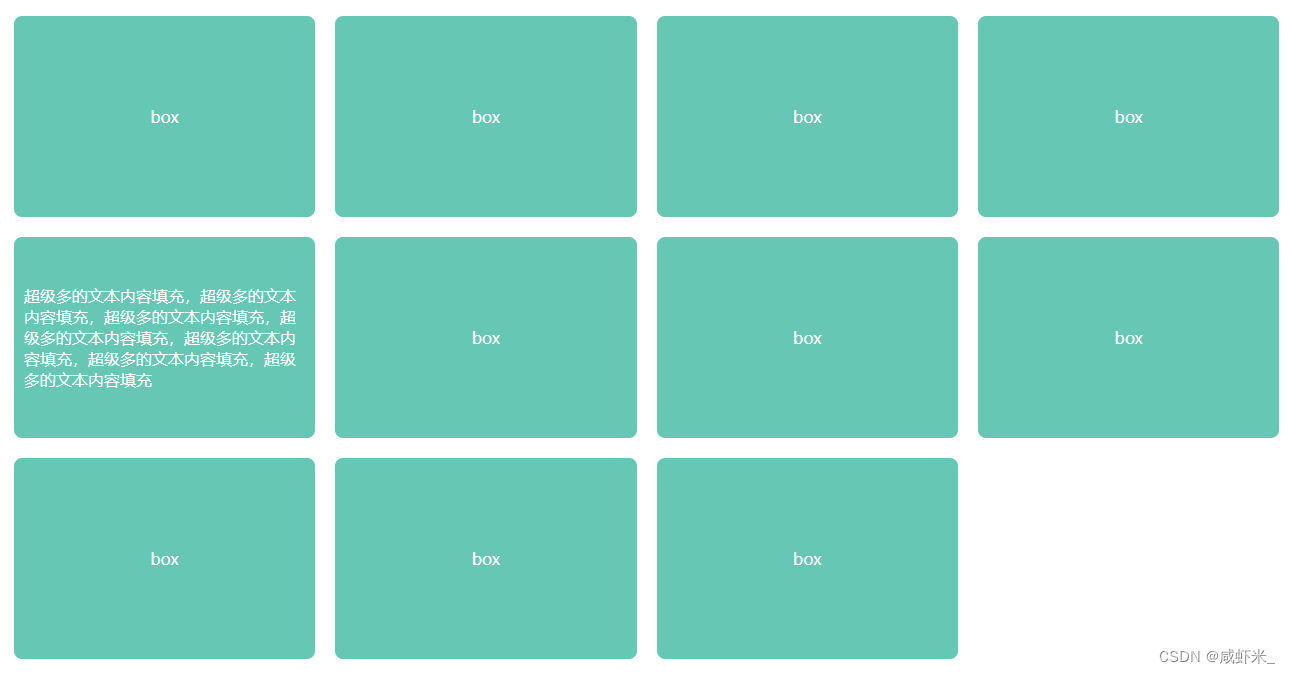 box
box
box
box
超级多的文本内容填充，超级多的文本
内容填充，超级多的文本内容填充，超
级多的文本内容填充，超级多的文本内
容填充，超级多的文本内容填充，超级
多的文本内容填充
box
box
box
box
box
box
CSDN @咸虾米_